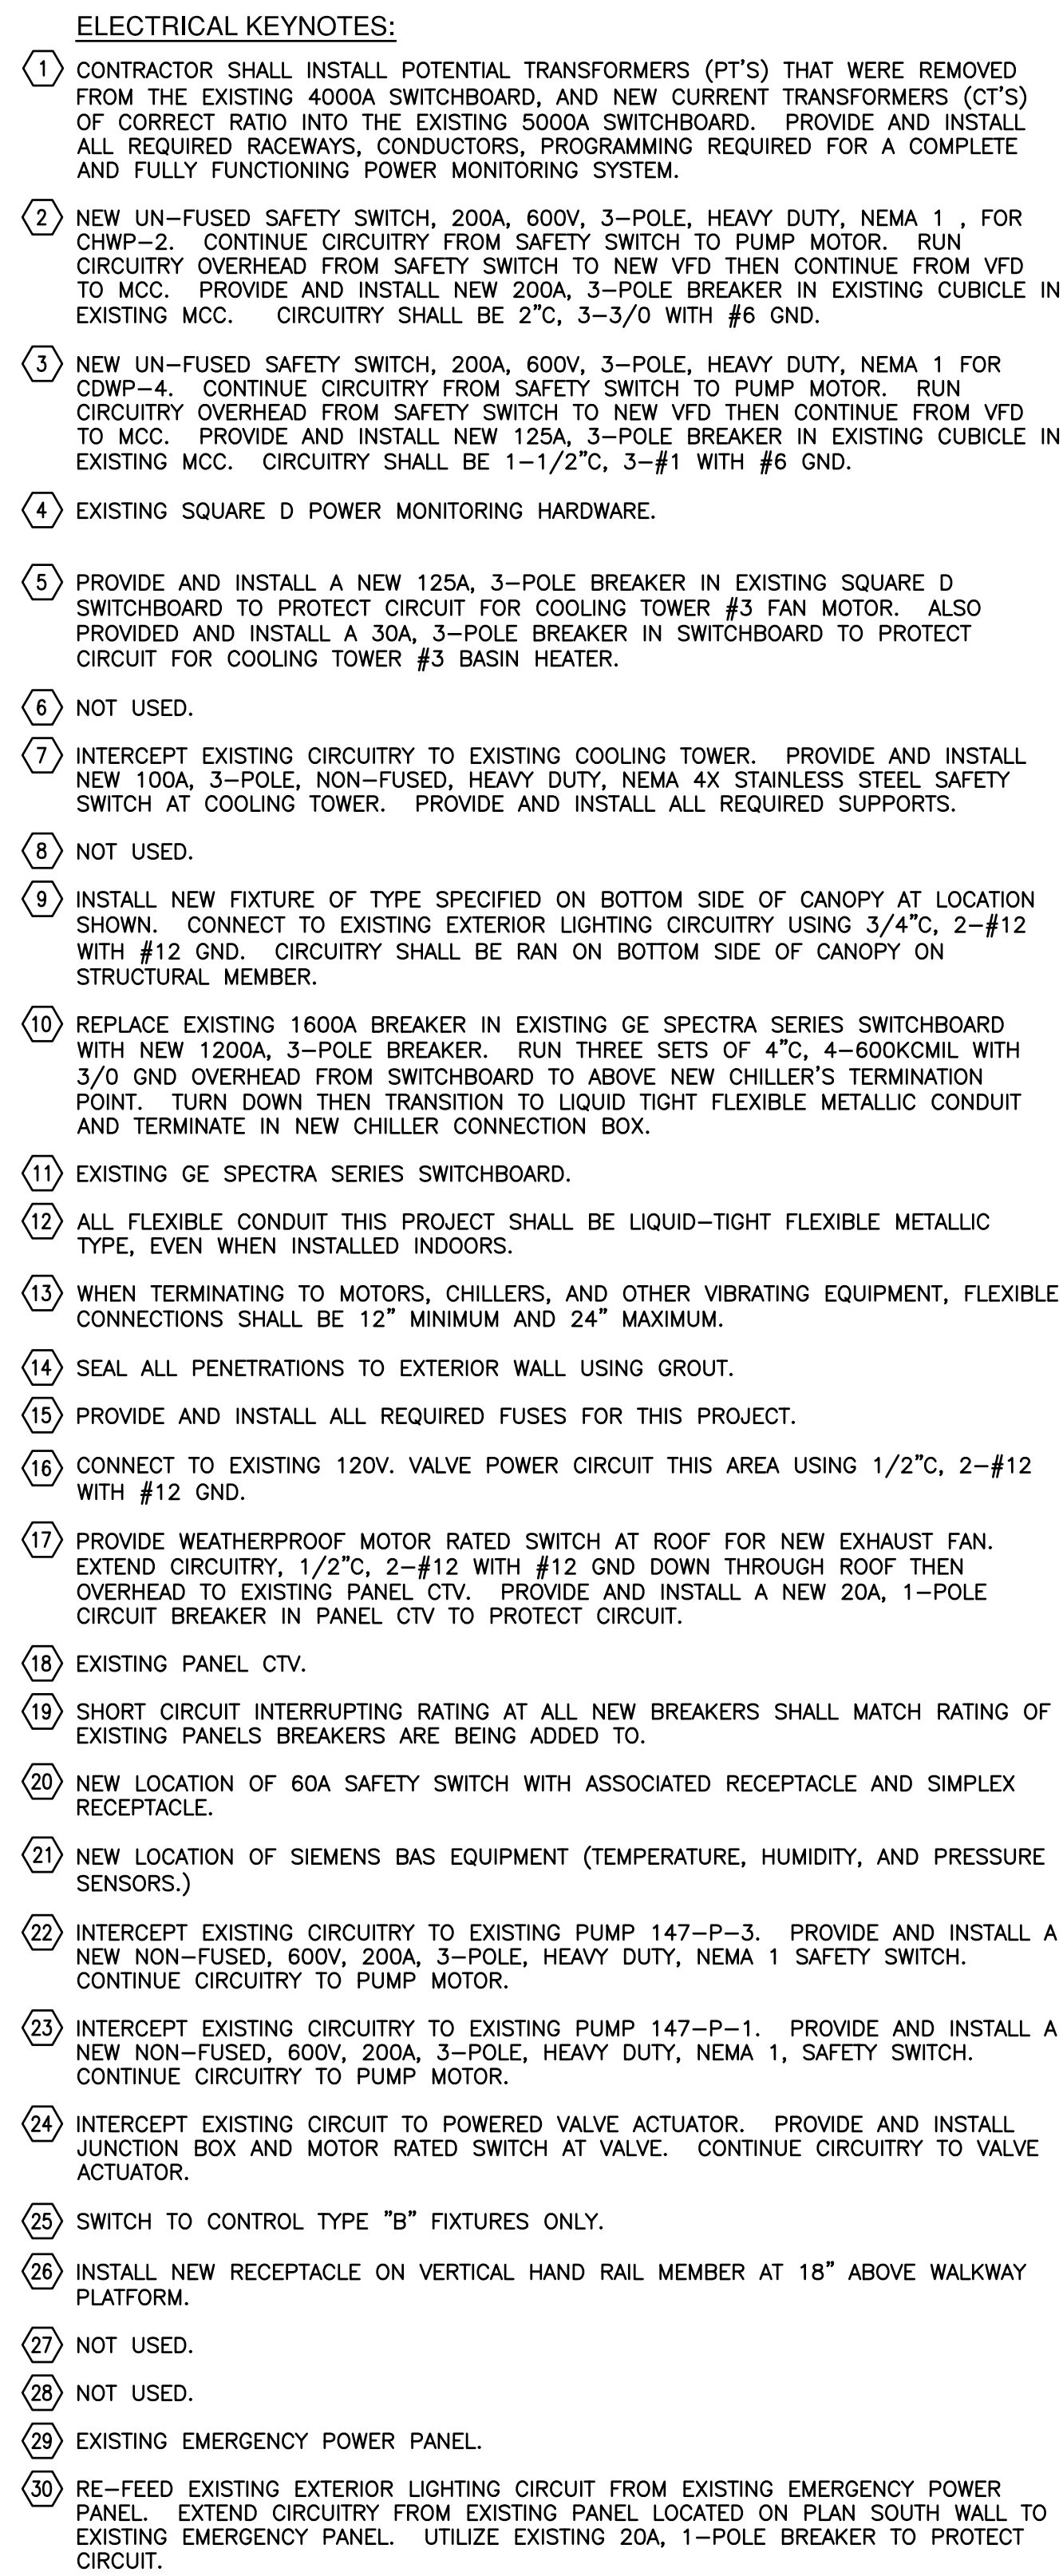 ELECTRICAL KEYNOTES:
1 CONTRACTOR SHALL INSTALL POTENTIAL TRANSFORMERS (PT'S) THAT WERE REMOVED
FROM THE EXISTING 4000A SWITCHBOARD, AND NEW CURRENT TRANSFORMERS (CT'S)
OF CORRECT RATIO INTO THE EXISTING 5000A SWITCHBOARD. PROVIDE AND INSTALL
ALL REQUIRED RACEWAYS, CONDUCTORS, PROGRAMMING REQUIRED FOR A COMPLETE
AND FULLY FUNCTIONING POWER MONITORING SYSTEM.
2 NEW UN-FUSED SAFETY SWITCH, 200A, 600V, 3-POLE, HEAVY DUTY, NEMA 1 , FOR
CHWP-2. CONTINUE CIRCUITRY FROM SAFETY SWITCH TO PUMP MOTOR. RUN
CIRCUITRY OVERHEAD FROM SAFETY SWITCH TO NEW VFD THEN CONTINUE FROM VFD
TO MCC. PROVIDE AND INSTALL NEW 200A, 3-POLE BREAKER IN EXISTING CUBICLE IN
EXISTING MCC. CIRCUITRY SHALL BE 2"C, 3-3/0 WITH #6 GND.
3 NEW UN-FUSED SAFETY SWITCH, 200A, 600V, 3-POLE, HEAVY DUTY, NEMA 1 FOR
CDWP-4. CONTINUE CIRCUITRY FROM SAFETY SWITCH TO PUMP MOTOR. RUN
CIRCUITRY OVERHEAD FROM SAFETY SWITCH TO NEW VFD THEN CONTINUE FROM VFD
TO MCC. PROVIDE AND INSTALL NEW 125A, 3-POLE BREAKER IN EXISTING CUBICLE IN
EXISTING MCC. CIRCUITRY SHALL BE 1-1/2"C, 3-#1 WITH #6 GND.
4 EXISTING SQUARE D POWER MONITORING HARDWARE.
5 PROVIDE AND INSTALL A NEW 125A, 3-POLE BREAKER IN EXISTING SQUARE D
SWITCHBOARD TO PROTECT CIRCUIT FOR COOLING TOWER #3 FAN MOTOR. ALSO
PROVIDED AND INSTALL A 30A, 3-POLE BREAKER IN SWITCHBOARD TO PROTECT
CIRCUIT FOR COOLING TOWER #3 BASIN HEATER.
6 NOT USED.
7 INTERCEPT EXISTING CIRCUITRY TO EXISTING COOLING TOWER. PROVIDE AND INSTALL
NEW 100A, 3-POLE, NON-FUSED, HEAVY DUTY, NEMA 4X STAINLESS STEEL SAFETY
SWITCH AT COOLING TOWER. PROVIDE AND INSTALL ALL REQUIRED SUPPORTS.
8 NOT USED.
9 INSTALL NEW FIXTURE OF TYPE SPECIFIED ON BOTTOM SIDE OF CANOPY AT LOCATION
SHOWN. CONNECT TO EXISTING EXTERIOR LIGHTING CIRCUITRY USING 3/4"C, 2-#12
WITH #12 GND. CIRCUITRY SHALL BE RAN ON BOTTOM SIDE OF CANOPY ON
STRUCTURAL MEMBER.
10 REPLACE EXISTING 1600A BREAKER IN EXISTING GE SPECTRA SERIES SWITCHBOARD
WITH NEW 1200A, 3-POLE BREAKER. RUN THREE SETS OF 4"C, 4-600KCMIL WITH
3/0 GND OVERHEAD FROM SWITCHBOARD TO ABOVE NEW CHILLER'S TERMINATION
POINT. TURN DOWN THEN TRANSITION TO LIQUID TIGHT FLEXIBLE METALLIC CONDUIT
AND TERMINATE IN NEW CHILLER CONNECTION BOX.
11 EXISTING GE SPECTRA SERIES SWITCHBOARD.
12 ALL FLEXIBLE CONDUIT THIS PROJECT SHALL BE LIQUID-TIGHT FLEXIBLE METALLIC
TYPE, EVEN WHEN INSTALLED INDOORS.
13 WHEN TERMINATING TO MOTORS, CHILLERS, AND OTHER VIBRATING EQUIPMENT, FLEXIBLE
CONNECTIONS SHALL BE 12" MINIMUM AND 24" MAXIMUM.
14 SEAL ALL PENETRATIONS TO EXTERIOR WALL USING GROUT.
15 PROVIDE AND INSTALL ALL REQUIRED FUSES FOR THIS PROJECT.
16 CONNECT TO EXISTING 120V. VALVE POWER CIRCUIT THIS AREA USING 1/2"C, 2-#12
WITH #12 GND.
17 PROVIDE WEATHERPROOF MOTOR RATED SWITCH AT ROOF FOR NEW EXHAUST FAN.
EXTEND CIRCUITRY, 1/2"C, 2-#12 WITH #12 GND DOWN THROUGH ROOF THEN
OVERHEAD TO EXISTING PANEL CTV. PROVIDE AND INSTALL A NEW 20A, 1-POLE
CIRCUIT BREAKER IN PANEL CTV TO PROTECT CIRCUIT.
18 EXISTING PANEL CTV.
19 SHORT CIRCUIT INTERRUPTING RATING AT ALL NEW BREAKERS SHALL MATCH RATING OF
EXISTING PANELS BREAKERS ARE BEING ADDED TO.
20 NEW LOCATION OF 60A SAFETY SWITCH WITH ASSOCIATED RECEPTACLE AND SIMPLEX
RECEPTACLE.
21 NEW LOCATION OF SIEMENS BAS EQUIPMENT (TEMPERATURE, HUMIDITY, AND PRESSURE
SENSORS.)
22 INTERCEPT EXISTING CIRCUITRY TO EXISTING PUMP 147-P-3. PROVIDE AND INSTALL A
NEW NON-FUSED, 600V, 200A, 3-POLE, HEAVY DUTY, NEMA 1 SAFETY SWITCH.
CONTINUE CIRCUITRY TO PUMP MOTOR.
23 INTERCEPT EXISTING CIRCUITRY TO EXISTING PUMP 147-P-1. PROVIDE AND INSTALL A
NEW NON-FUSED, 600V, 200A, 3-POLE, HEAVY DUTY, NEMA 1, SAFETY SWITCH.
CONTINUE CIRCUITRY TO PUMP MOTOR.
24 INTERCEPT EXISTING CIRCUIT TO POWERED VALVE ACTUATOR. PROVIDE AND INSTALL
JUNCTION BOX AND MOTOR RATED SWITCH AT VALVE. CONTINUE CIRCUITRY TO VALVE
ACTUATOR.
25 SWITCH TO CONTROL TYPE "B" FIXTURES ONLY.
26 INSTALL NEW RECEPTACLE ON VERTICAL HAND RAIL MEMBER AT 18" ABOVE WALKWAY
PLATFORM.
27 NOT USED.
28 NOT USED.
29 EXISTING EMERGENCY POWER PANEL.
30 RE-FEED EXISTING EXTERIOR LIGHTING CIRCUIT FROM EXISTING EMERGENCY POWER
PANEL. EXTEND CIRCUITRY FROM EXISTING PANEL LOCATED ON PLAN SOUTH WALL TO
EXISTING EMERGENCY PANEL. UTILIZE EXISTING 20A, 1-POLE BREAKER TO PROTECT
CIRCUIT.